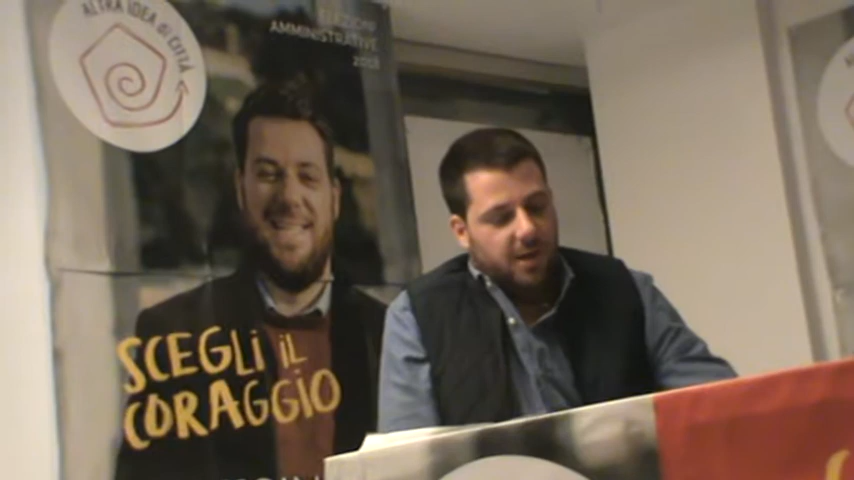 ALTRA IDEA di CITTÀ
ELEZIONI
AMMINISTRATIVE
2018
SCEGLI IL
CORAGGIO